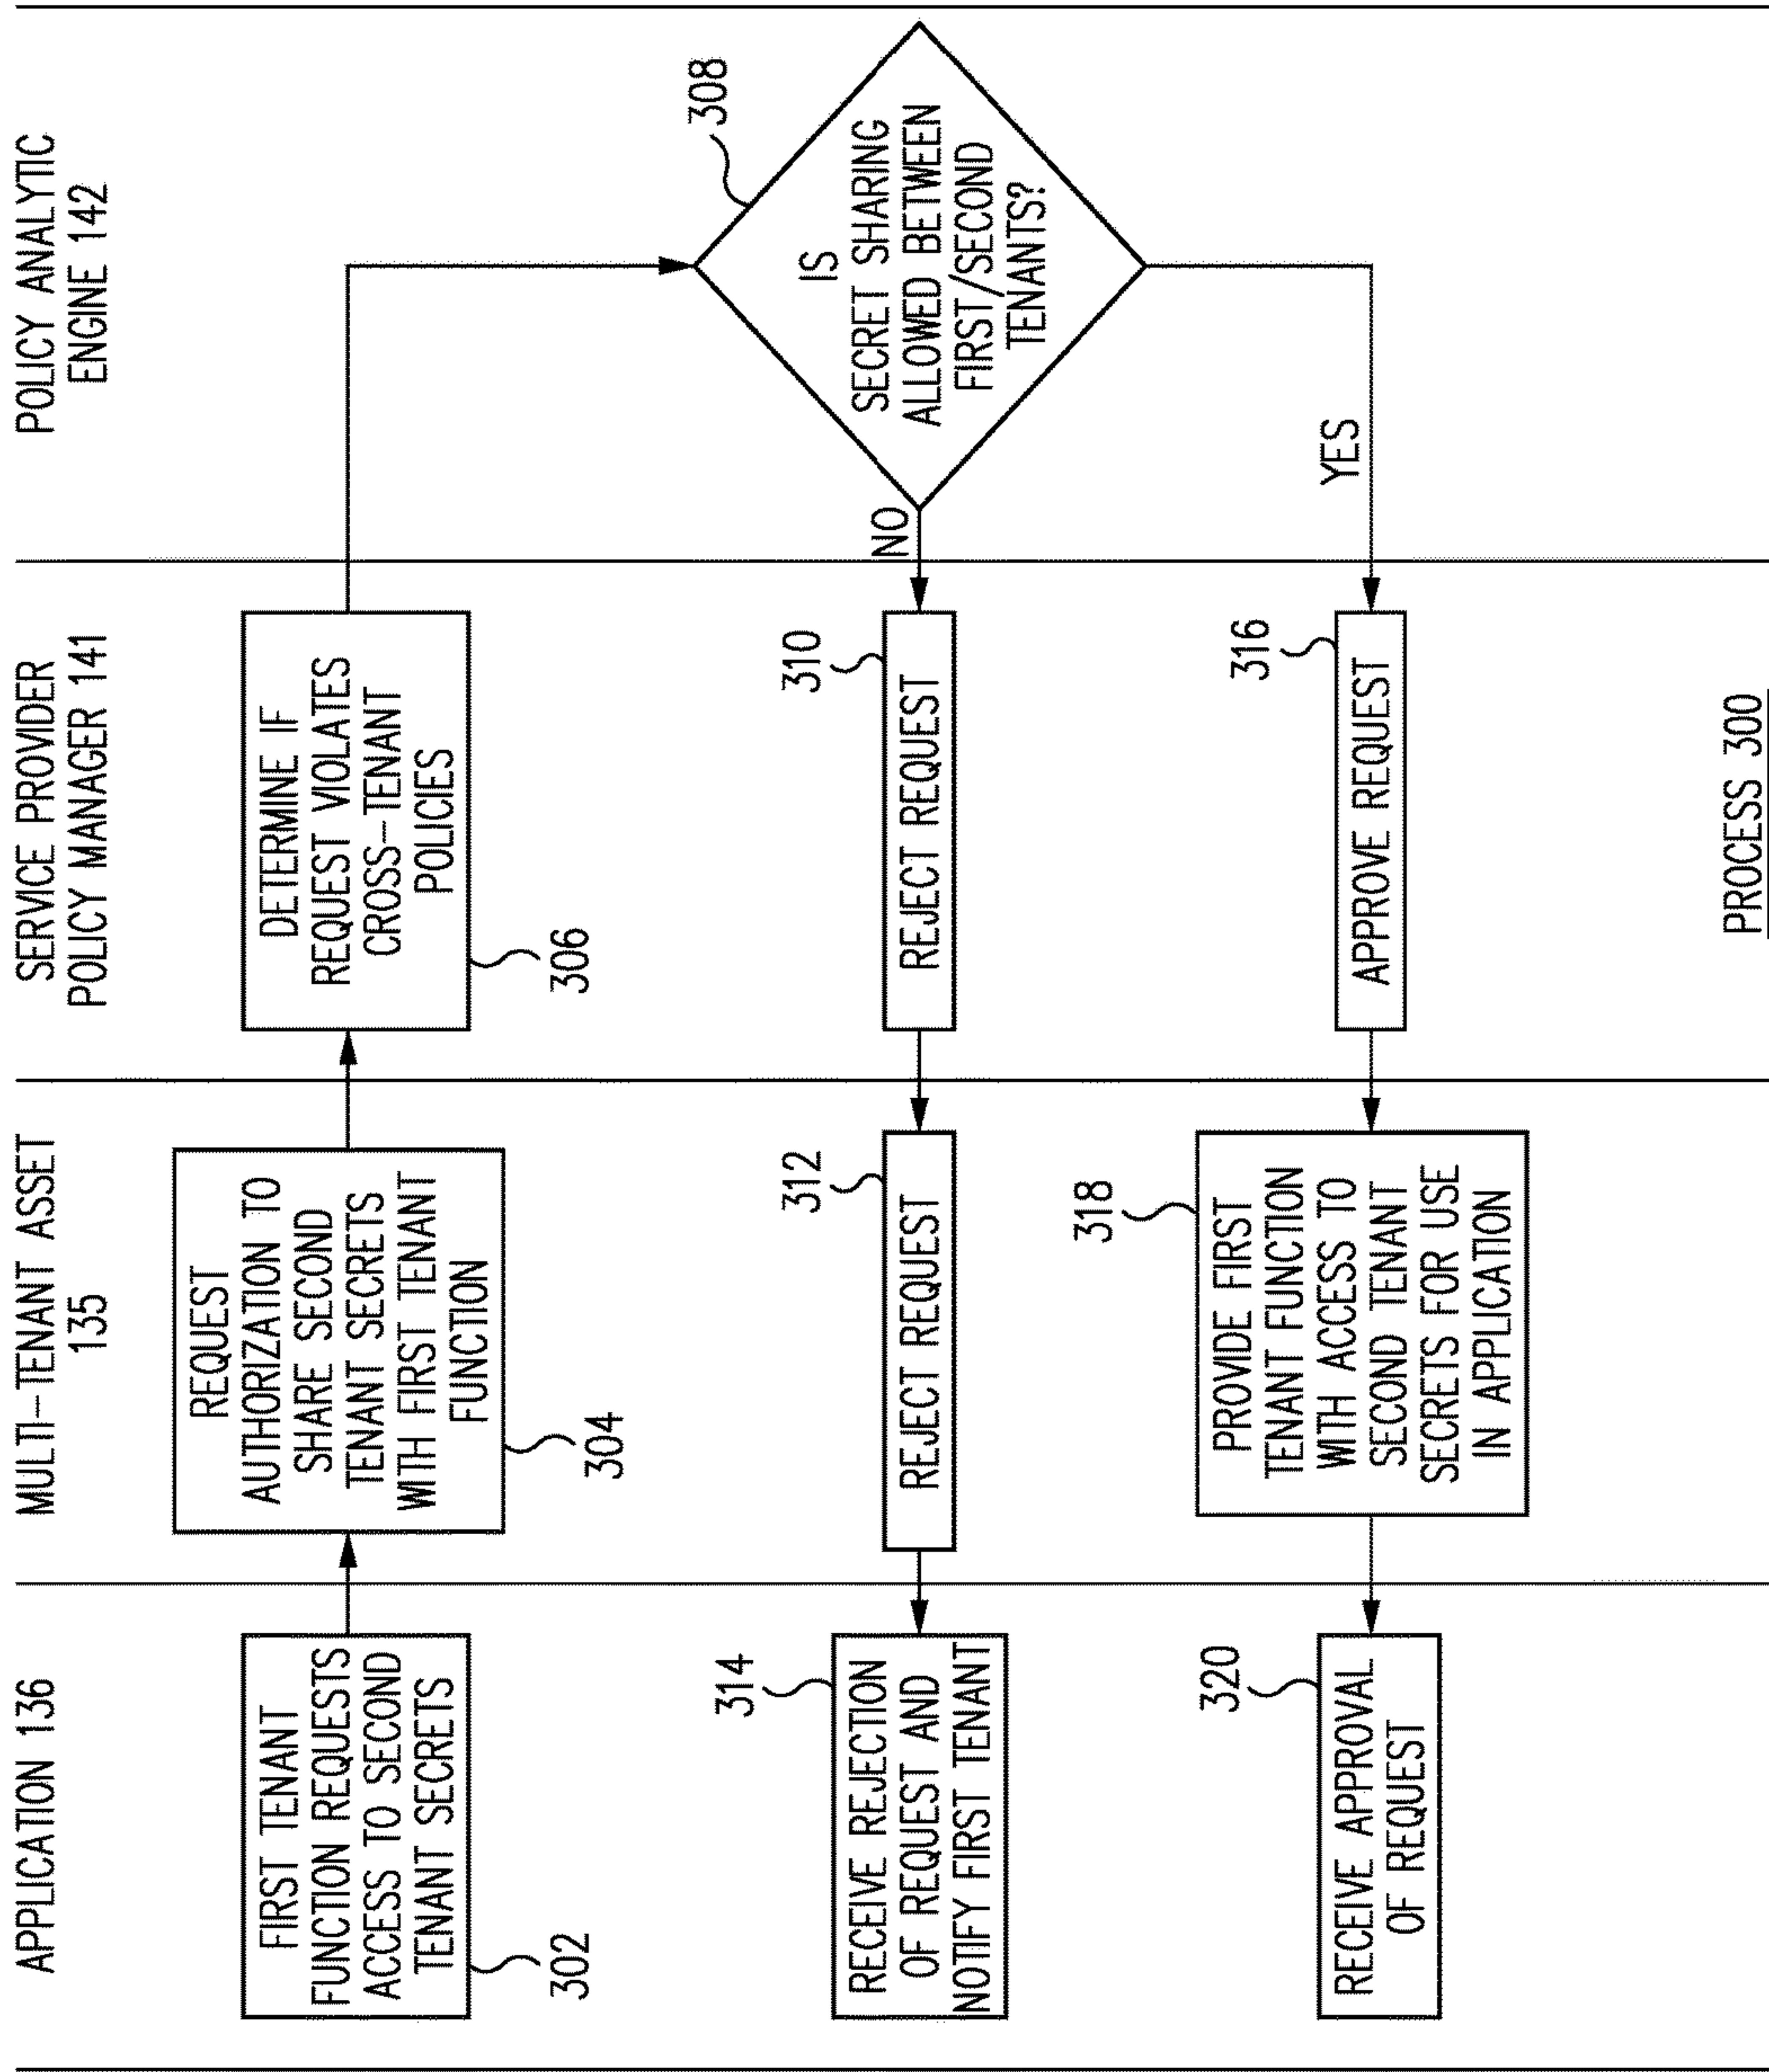 APPLICATION 136
MULTI-TENANT ASSET
135
SERVICE PROVIDER
POLICY MANAGER 141
POLICY ANALYTIC
ENGINE 142
FIRST TENANT
FUNCTION REQUESTS
ACCESS TO SECOND
TENANT SECRETS
302
REQUEST
AUTHORIZATION TO
SHARE SECOND
TENANT SECRETS
WITH FIRST TENANT
FUNCTION
304
DETERMINE IF
REQUEST VIOLATES
CROSS-TENANT
POLICIES
306
308
IS
SECRET SHARING
ALLOWED BETWEEN
FIRST/SECOND
TENANTS?
NO
YES
310
REJECT REQUEST
312
REJECT REQUEST
314
RECEIVE REJECTION
OF REQUEST AND
NOTIFY FIRST TENANT
316
APPROVE REQUEST
318
PROVIDE FIRST
TENANT FUNCTION
WITH ACCESS TO
SECOND TENANT
SECRETS FOR USE
IN APPLICATION
320
RECEIVE APPROVAL
OF REQUEST
PROCESS 300